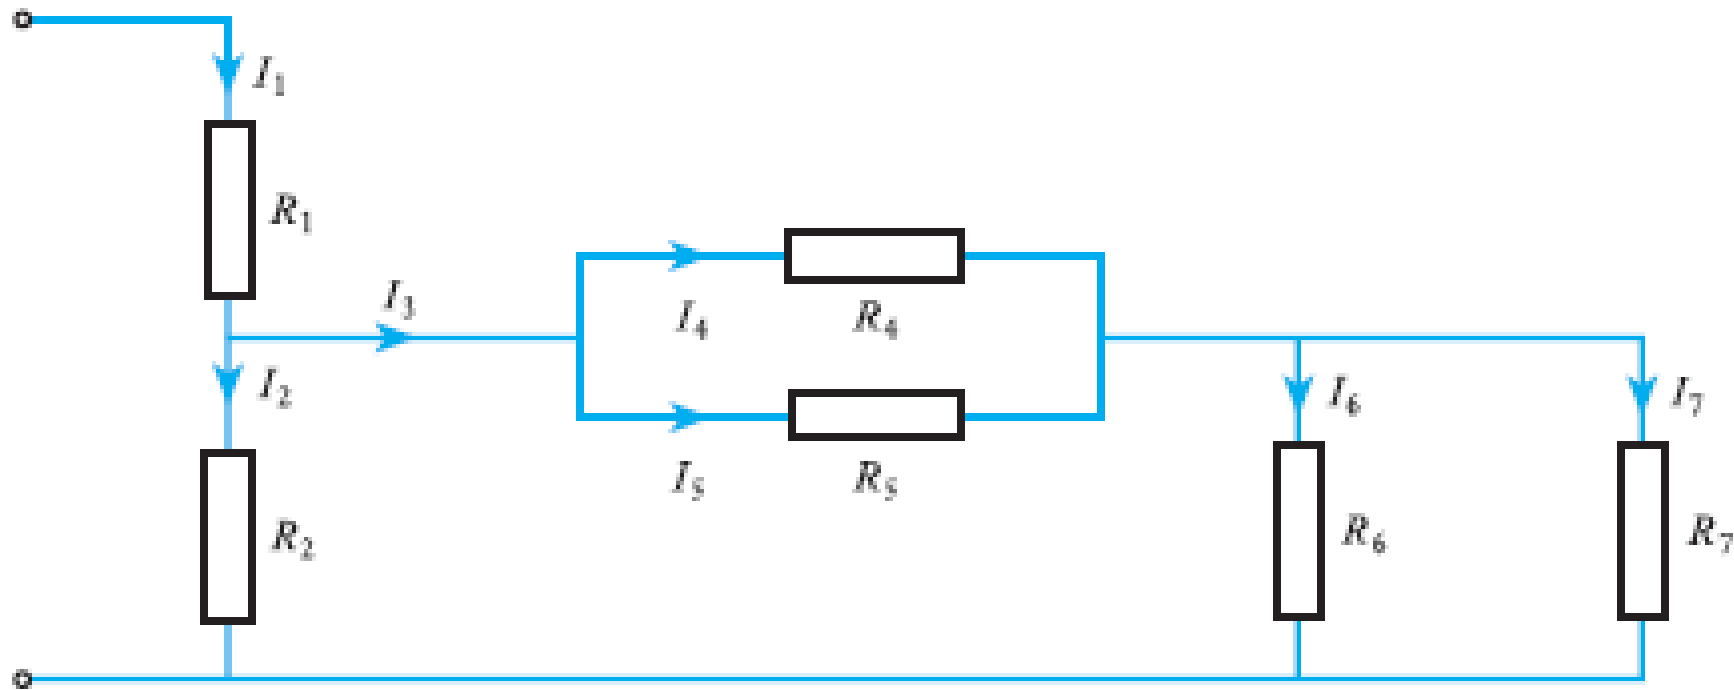 I₁
R₁
I₃
I₄
R₄
I₂
I₆
I₇
I₅
R₅
R₂
R₆
R₇